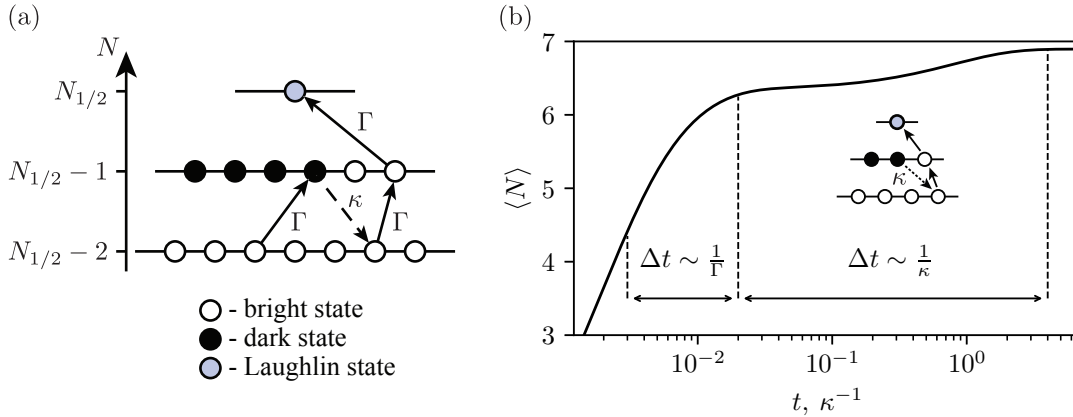 (a)
N
N_{1/2}
N_{1/2} − 1
N_{1/2} − 2
Γ
Γ
κ
Γ
- bright state
- dark state
- Laughlin state
(b)
7
6
5
4
3
⟨N⟩
κ
Δt ∼ 1/Γ
Δt ∼ 1/κ
10^{−2}
10^{−1}
10^{0}
t, κ^{−1}